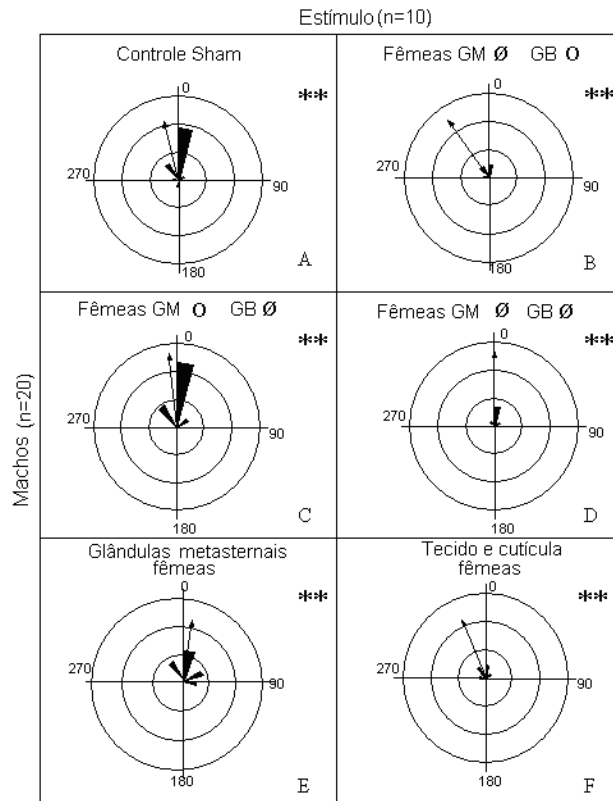 Estímulo (n=10)
Machos (n=20)
Controle Sham
**
0
270
90
180
A
Fêmeas GM Ø GB O
**
0
270
90
180
B
Fêmeas GM O GB Ø
**
0
270
90
180
C
Fêmeas GM Ø GB Ø
**
0
270
90
180
D
Glândulas metasternais
fêmeas
**
0
270
90
180
E
Tecido e cutícula
fêmeas
**
0
270
90
180
F